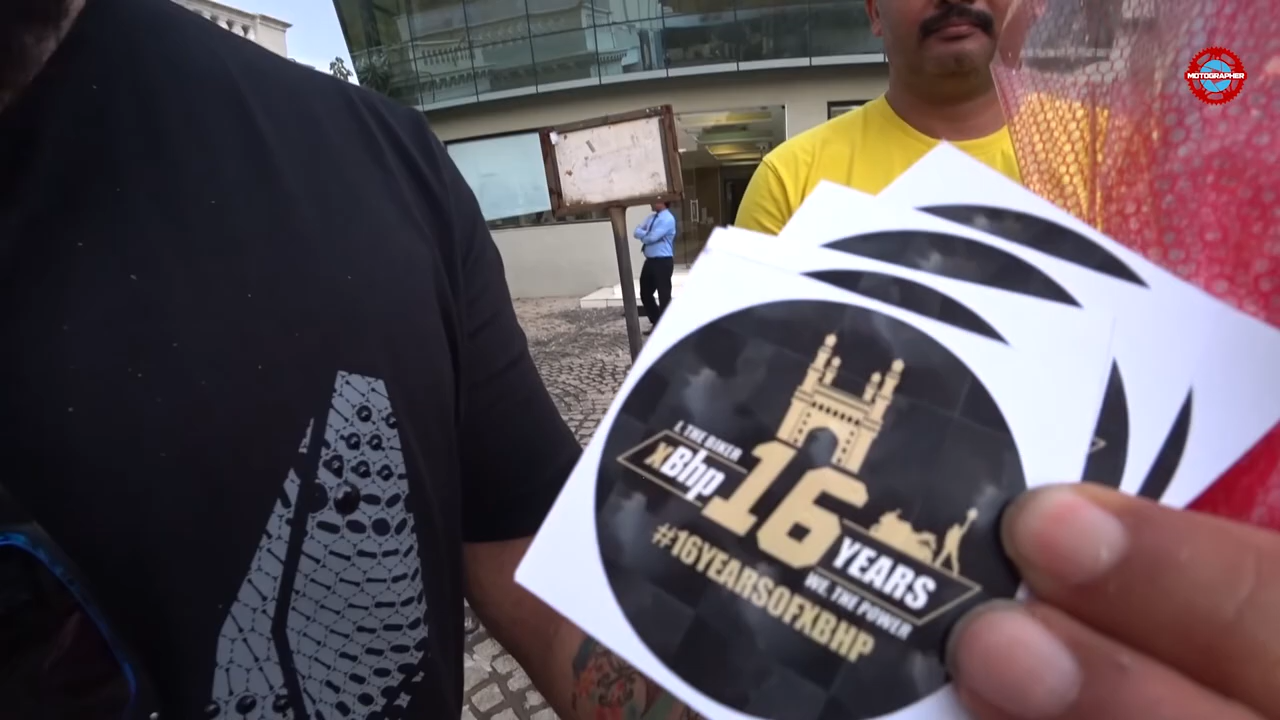 MOTOGRAPHER
I, THE BIKER
xBhp
16
YEARS
WE, THE POWER
#16YEARSOFXBHP